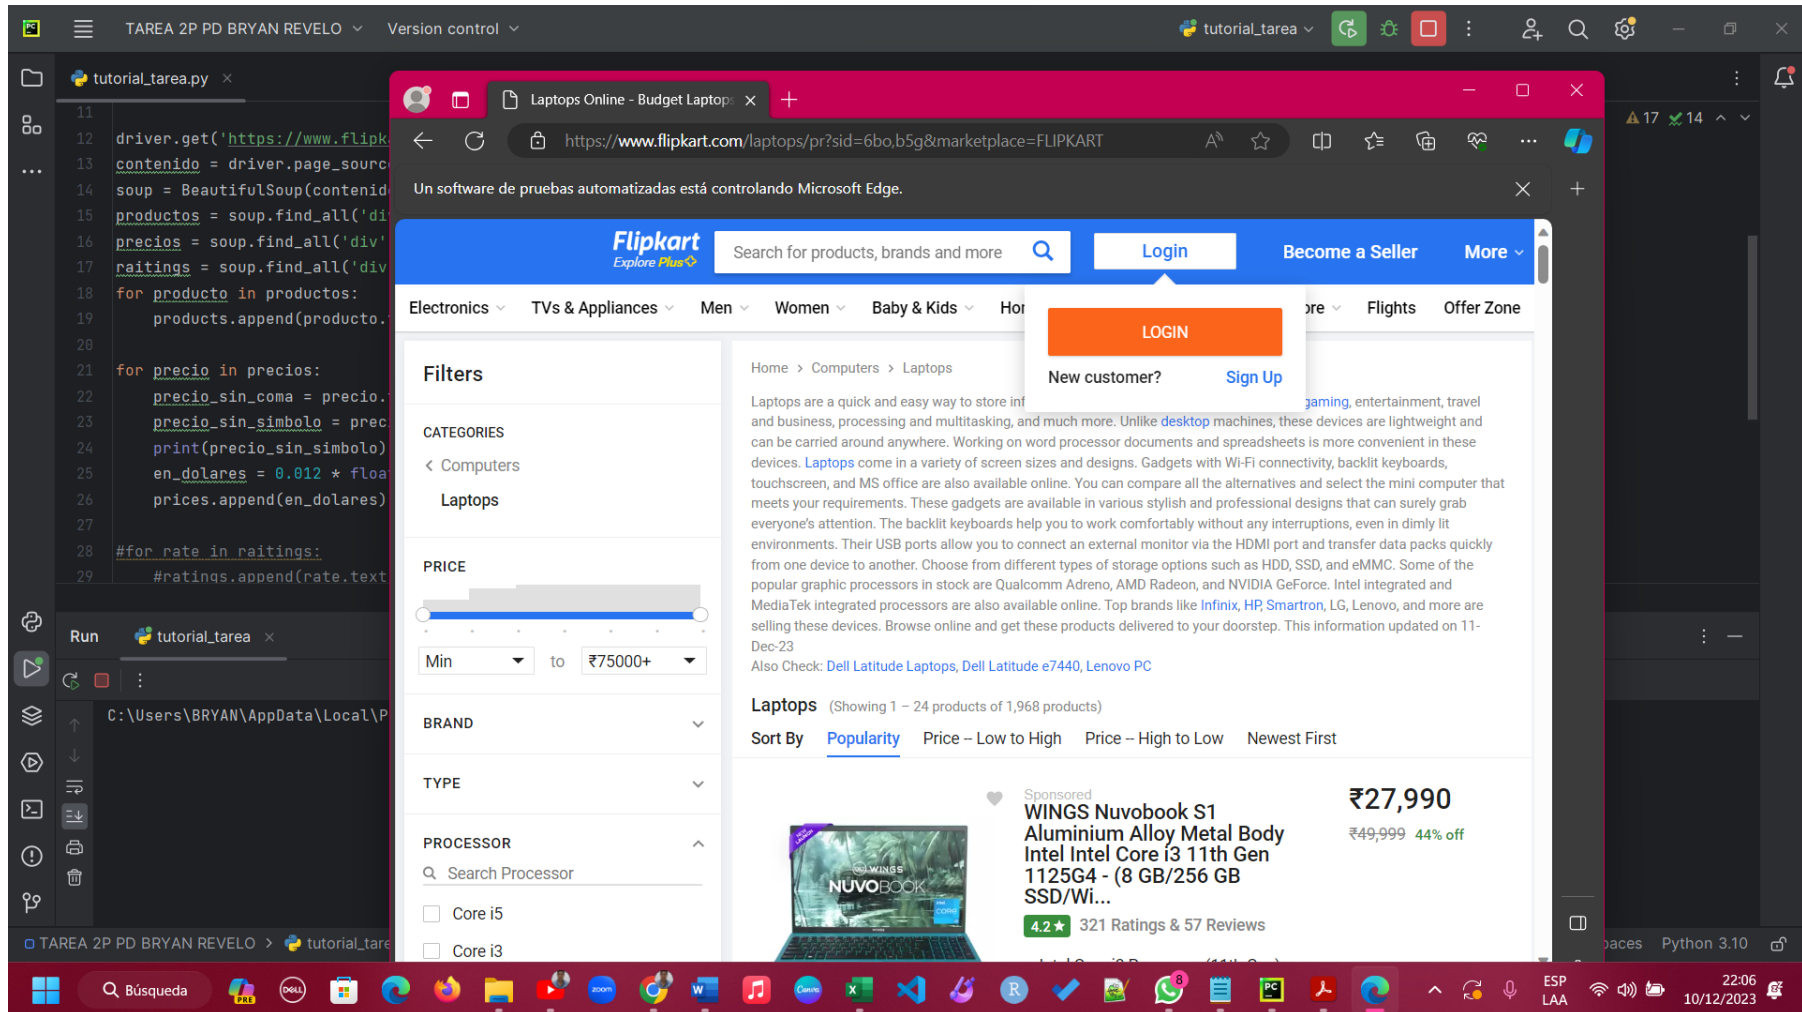 TAREA 2P PD BRYAN REVELO
Version control
tutorial_tarea
tutorial_tarea.py
17
14
11
12 driver.get('https://www.flipk
13 contenido = driver.page_sourc
14 soup = BeautifulSoup(contenid
15 productos = soup.find_all('di
16 precios = soup.find_all('div'
17 raitings = soup.find_all('div
18 for producto in productos:
19 products.append(producto.
20
21 for precio in precios:
22 precio_sin_coma = precio.
23 precio_sin_simbolo = prec
24 print(precio_sin_simbolo)
25 en_dolares = 0.012 * floa
26 prices.append(en_dolares)
27
28 #for rate in raitings:
29 #ratings.append(rate.text
Run
tutorial_tarea
C:\Users\BRYAN\AppData\Local\P
TAREA 2P PD BRYAN REVELO > tutorial_tare
paces
Python 3.10
Laptops Online - Budget Laptop
https://www.flipkart.com/laptops/pr?sid=6bo,b5g&marketplace=FLIPKART
Un software de pruebas automatizadas está controlando Microsoft Edge.
Flipkart
Explore Plus
Search for products, brands and more
Login
Become a Seller
More
Electronics
TVs & Appliances
Men
Women
Baby & Kids
Hor
ore
Flights
Offer Zone
LOGIN
New customer?
Sign Up
Filters
CATEGORIES
Computers
Laptops
PRICE
Min
to
₹75000+
BRAND
TYPE
PROCESSOR
Search Processor
Core i5
Core i3
Home > Computers > Laptops
Laptops are a quick and easy way to store inf gaming, entertainment, travel
and business, processing and multitasking, and much more. Unlike desktop machines, these devices are lightweight and
can be carried around anywhere. Working on word processor documents and spreadsheets is more convenient in these
devices. Laptops come in a variety of screen sizes and designs. Gadgets with Wi-Fi connectivity, backlit keyboards,
touchscreen, and MS office are also available online. You can compare all the alternatives and select the mini computer that
meets your requirements. These gadgets are available in various stylish and professional designs that can surely grab
everyone's attention. The backlit keyboards help you to work comfortably without any interruptions, even in dimly lit
environments. Their USB ports allow you to connect an external monitor via the HDMI port and transfer data packs quickly
from one device to another. Choose from different types of storage options such as HDD, SSD, and eMMC. Some of the
popular graphic processors in stock are Qualcomm Adreno, AMD Radeon, and NVIDIA GeForce. Intel integrated and
MediaTek integrated processors are also available online. Top brands like Infinix, HP, Smartron, LG, Lenovo, and more are
selling these devices. Browse online and get these products delivered to your doorstep. This information updated on 11-
Dec-23
Also Check: Dell Latitude Laptops, Dell Latitude e7440, Lenovo PC
Laptops (Showing 1 – 24 products of 1,968 products)
Sort By
Popularity
Price -- Low to High
Price -- High to Low
Newest First
Sponsored
WINGS Nuvobook S1
Aluminium Alloy Metal Body
Intel Intel Core i3 11th Gen
1125G4 - (8 GB/256 GB
SSD/Wi...
4.2★ 321 Ratings & 57 Reviews
₹27,990
₹49,999 44% off
WINGS
NUVOBOOK
intel
CORE
Búsqueda
PRE
DELL
zoom
Canva
8
PC
ESP
LAA
22:06
10/12/2023